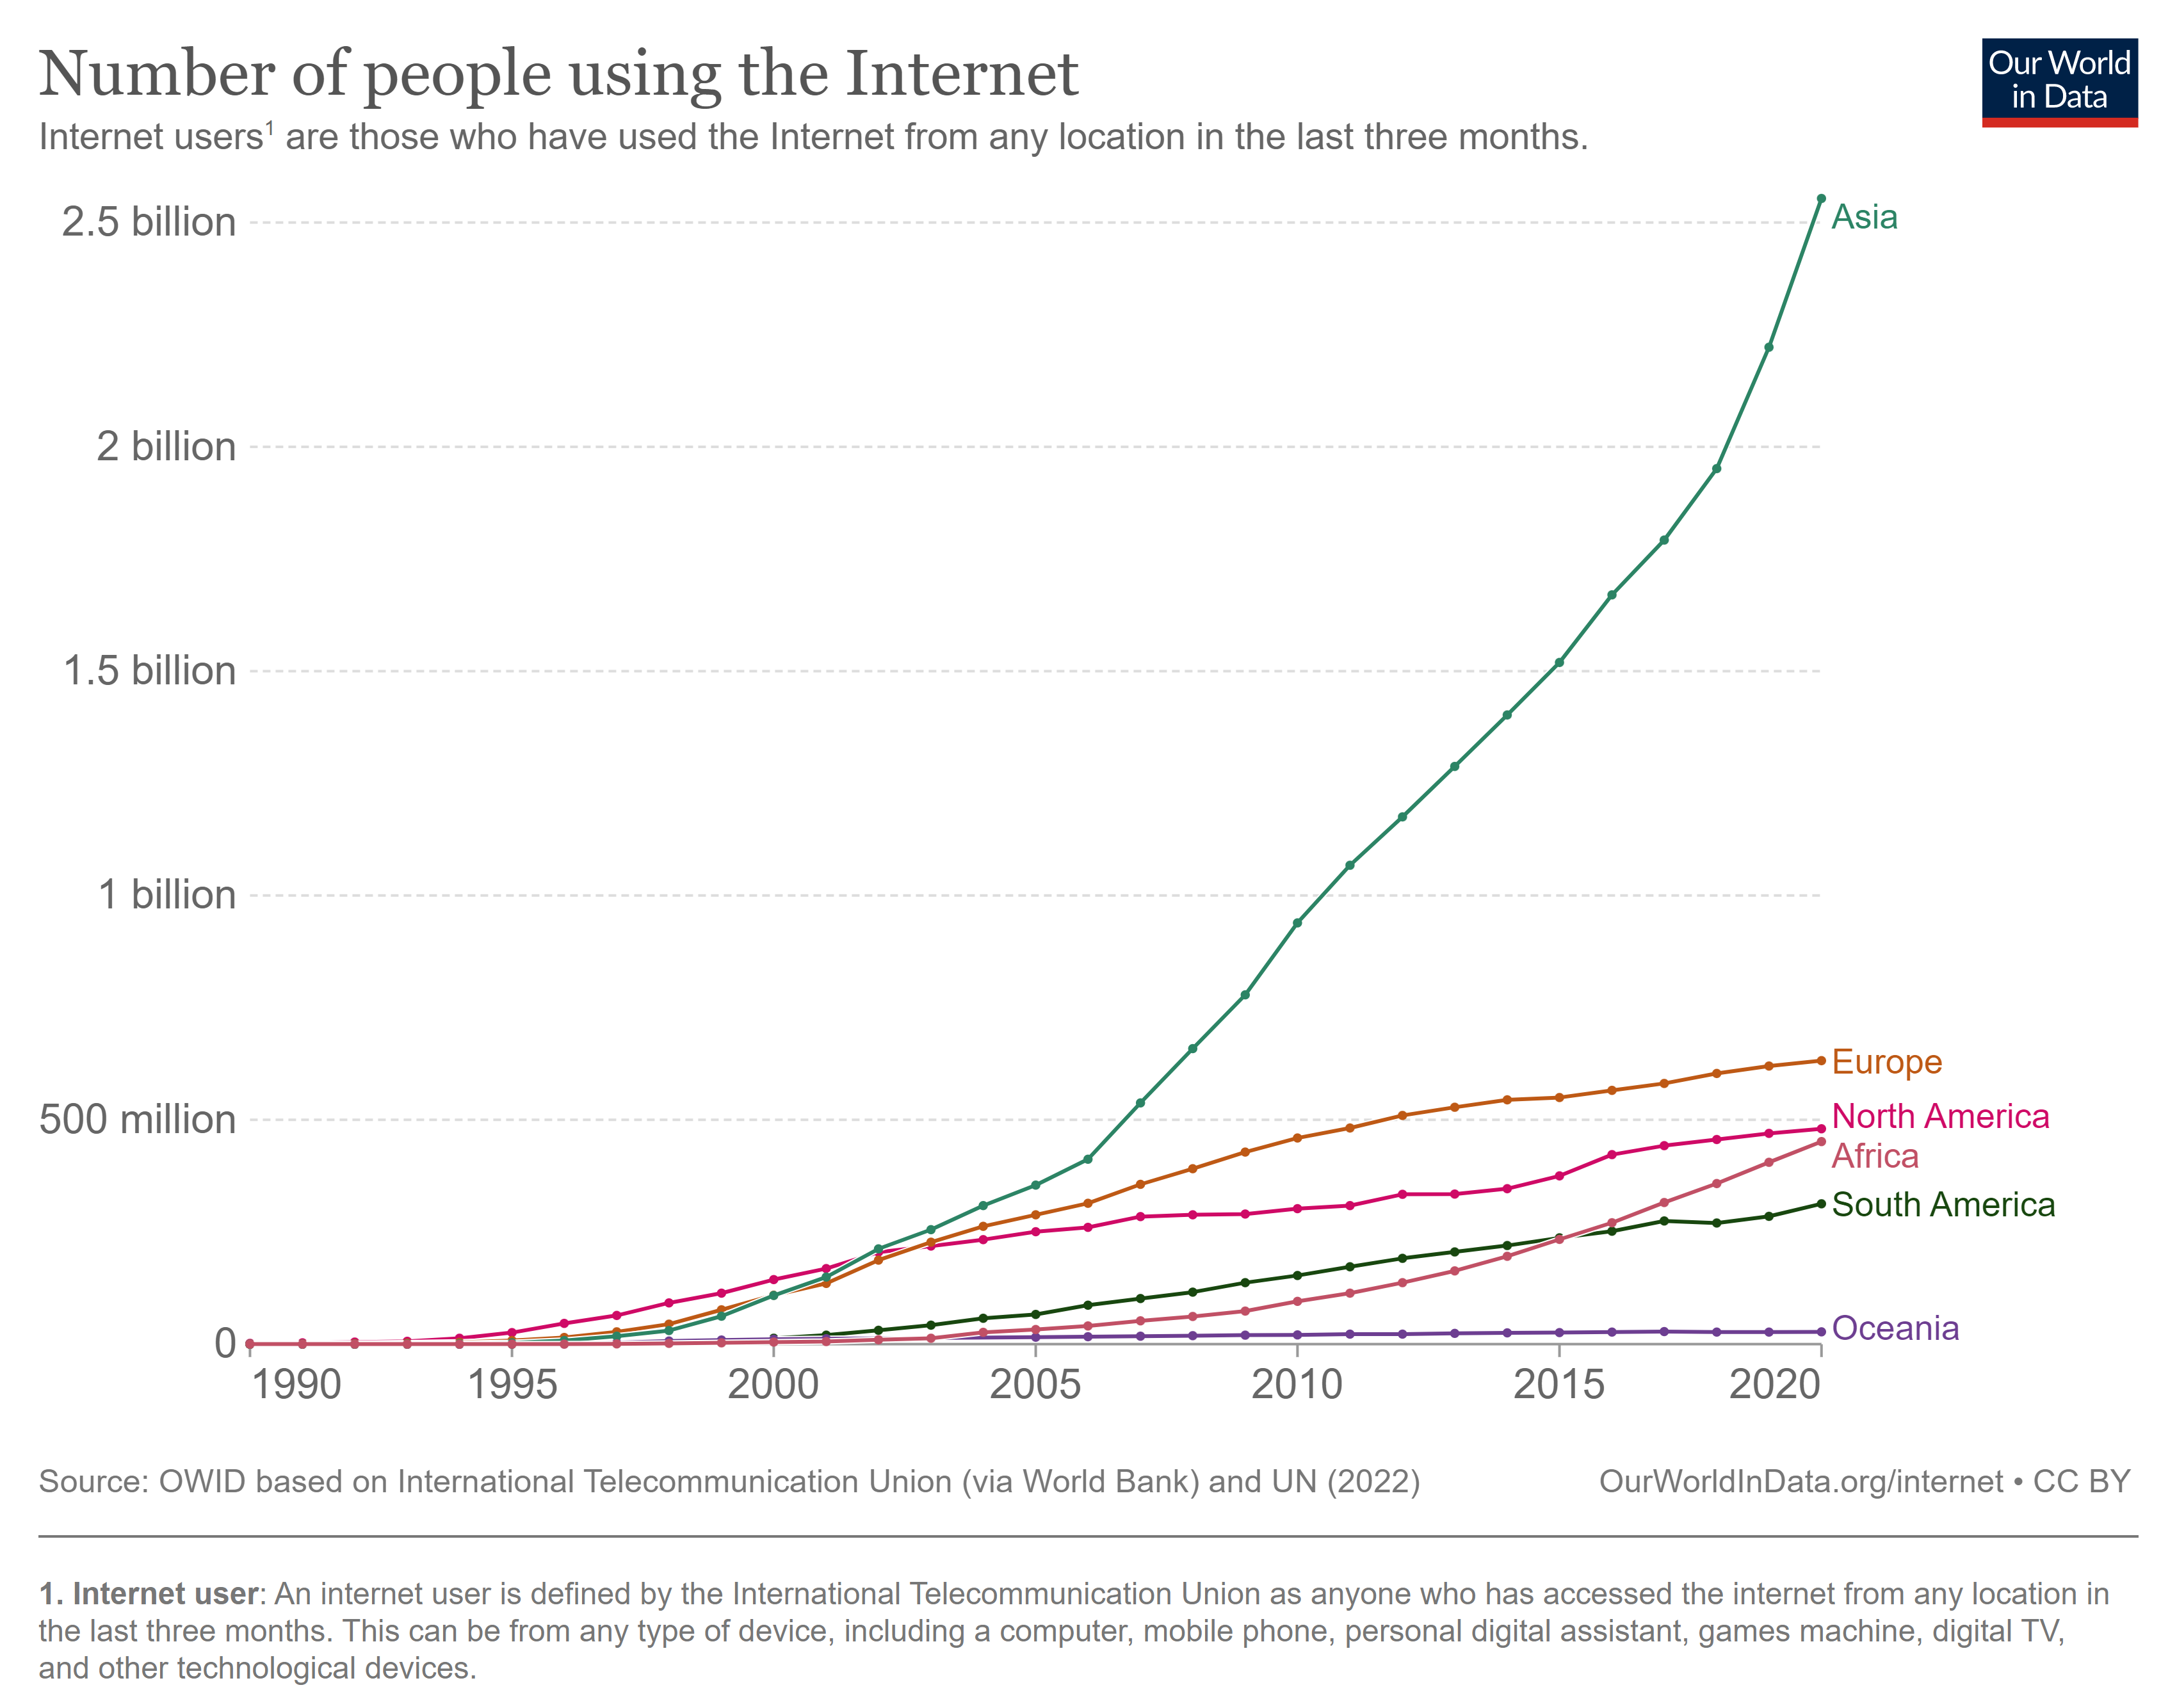 Number of people using the Internet
Our World
in Data
Internet users¹ are those who have used the Internet from any location in the last three months.
2.5 billion
Asia
2 billion
1.5 billion
1 billion
Europe
500 million
North America
Africa
South America
Oceania
0
1990 1995 2000 2005 2010 2015 2020
Source: OWID based on International Telecommunication Union (via World Bank) and UN (2022) OurWorldInData.org/internet • CC BY
1. Internet user: An internet user is defined by the International Telecommunication Union as anyone who has accessed the internet from any location in
the last three months. This can be from any type of device, including a computer, mobile phone, personal digital assistant, games machine, digital TV,
and other technological devices.